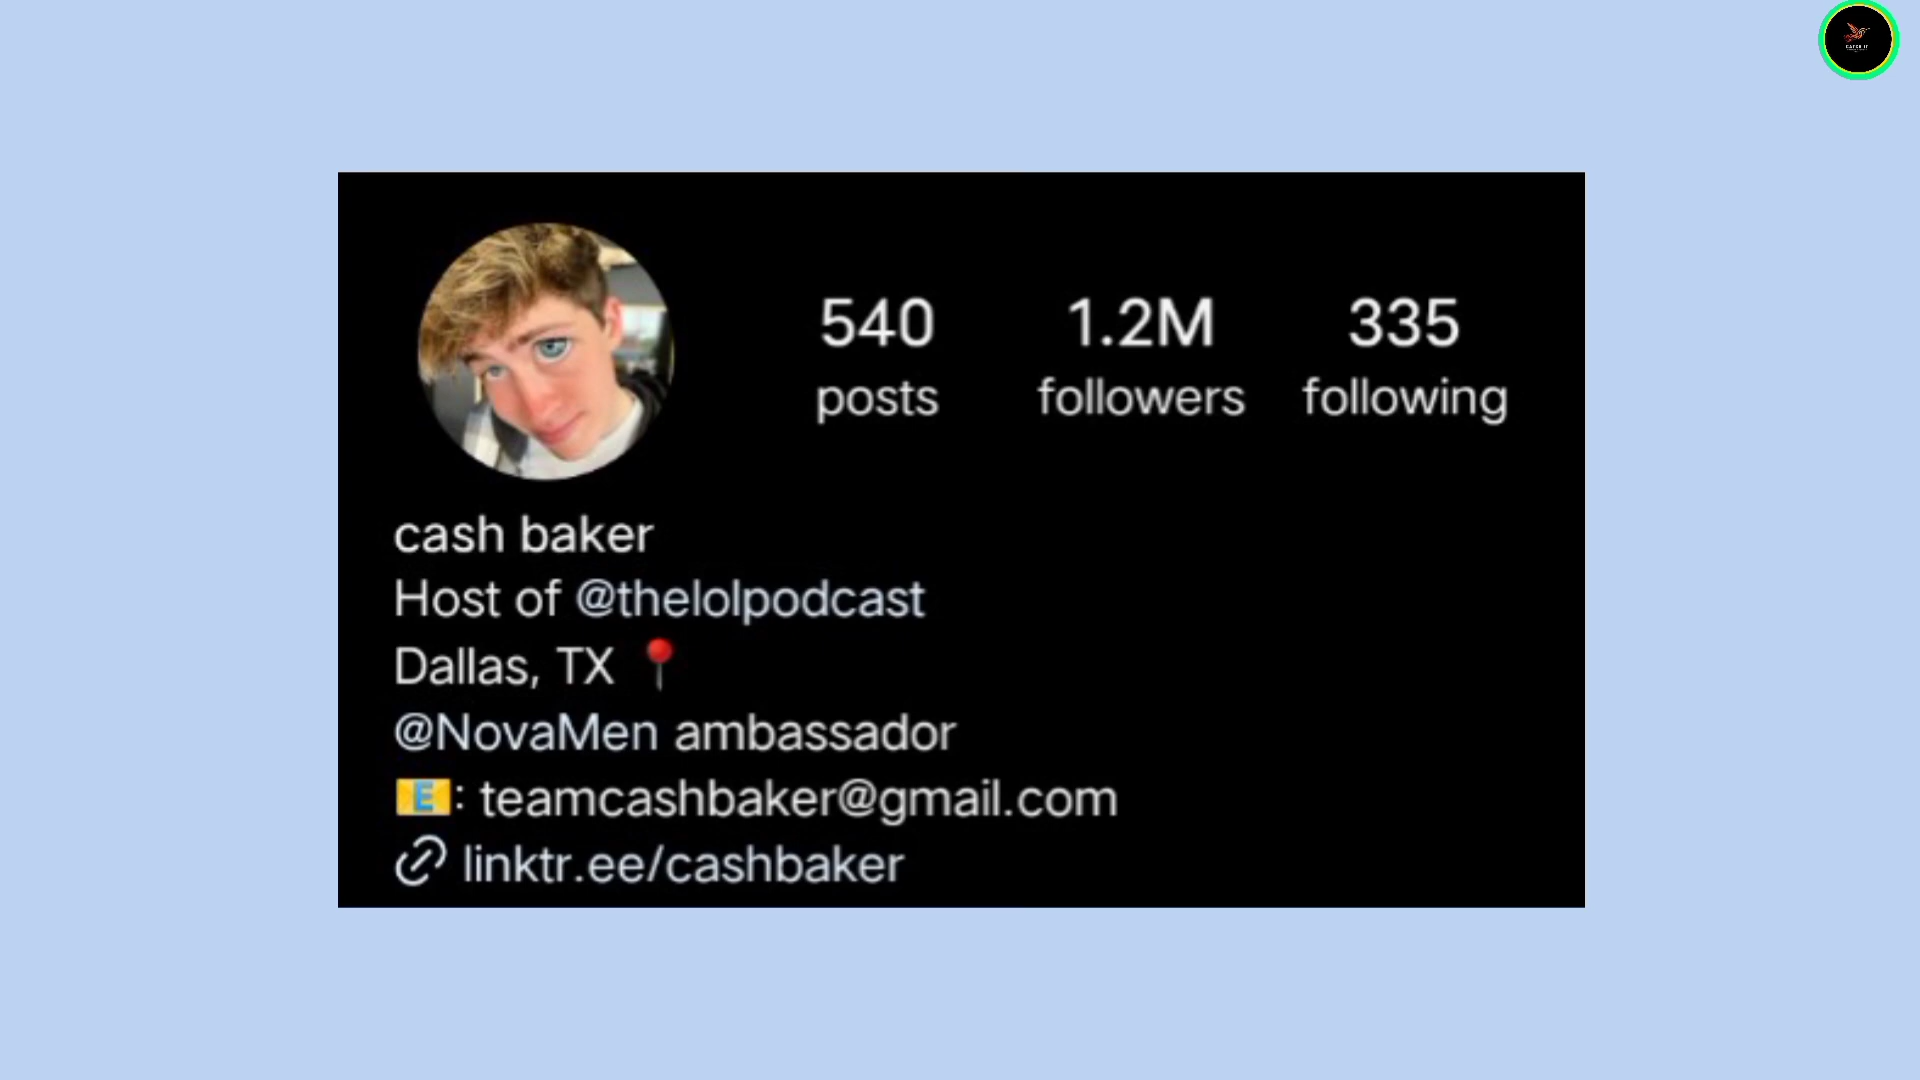 540 1.2M 335
posts followers following
cash baker
Host of @thelolpodcast
Dallas, TX 📍
@NovaMen ambassador
📧: teamcashbaker@gmail.com
linktr.ee/cashbaker